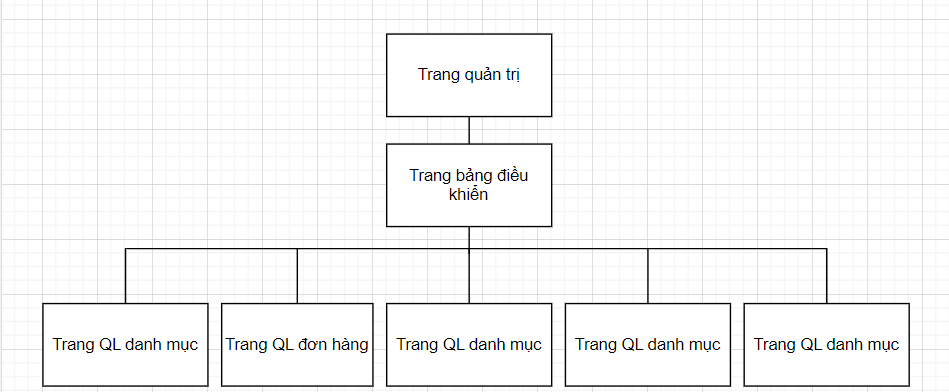 Trang quản trị
Trang bảng điều
khiển
Trang QL danh mục
Trang QL đơn hàng
Trang QL danh mục
Trang QL danh mục
Trang QL danh mục